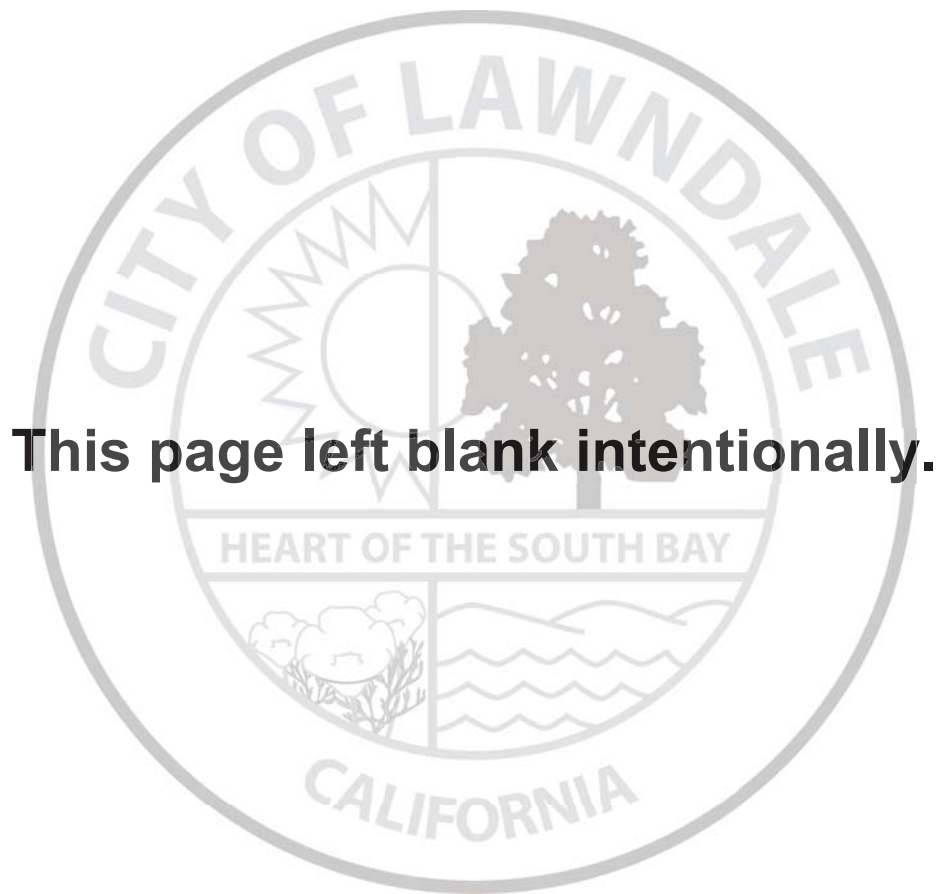 CITY OF LAWNDALE
This page left blank intentionally.
HEART OF THE SOUTH BAY
CALIFORNIA